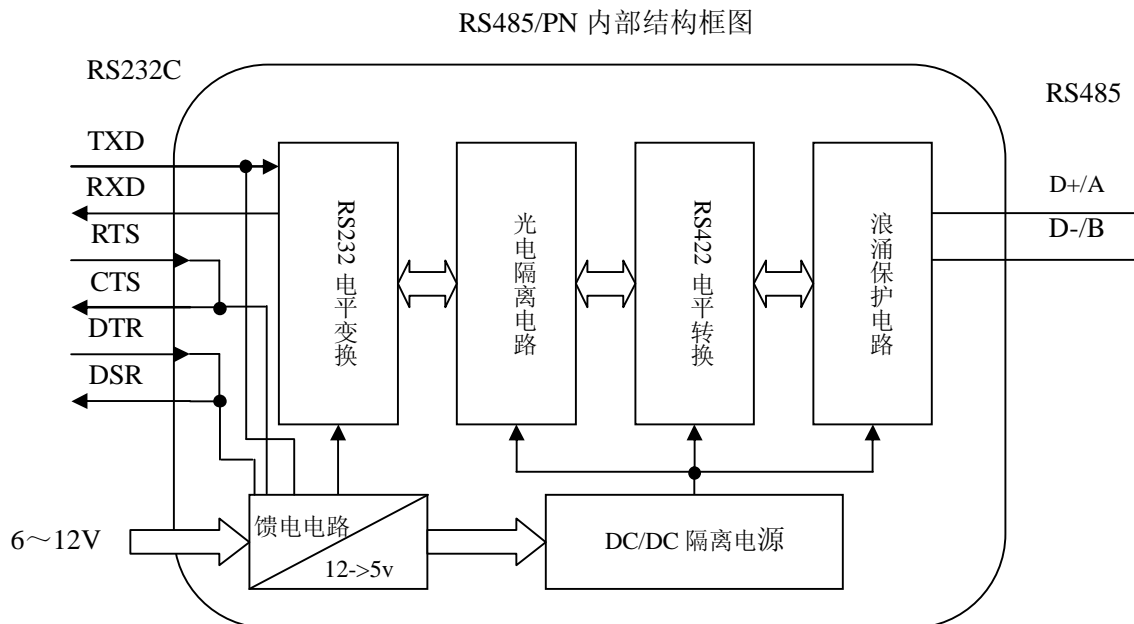 RS485/PN 内部结构框图
RS232C
RS485
TXD
RXD
RTS
CTS
DTR
DSR
RS232 电平变换
光电隔离电路
RS422 电平转换
浪涌保护电路
D+/A
D-/B
6～12V
馈电电路
12->5v
DC/DC 隔离电源